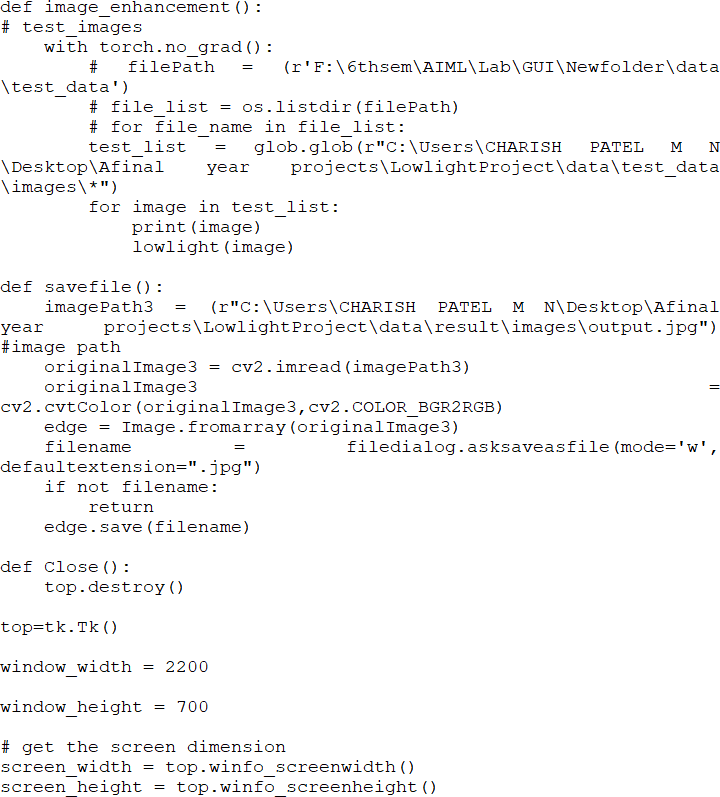 def image_enhancement():
# test_images
    with torch.no_grad():
        # filePath = (r'F:\6thsem\AIML\Lab\GUI\Newfolder\data
\test_data')
        # file_list = os.listdir(filePath)
        # for file_name in file_list:
        test_list = glob.glob(r"C:\Users\CHARISH PATEL M N
\Desktop\Afinal year projects\LowlightProject\data\test_data
\images\*")
        for image in test_list:
            print(image)
            lowlight(image)

def savefile():
    imagePath3 = (r"C:\Users\CHARISH PATEL M N\Desktop\Afinal
year projects\LowlightProject\data\result\images\output.jpg")
#image path
    originalImage3 = cv2.imread(imagePath3)
    originalImage3 =
cv2.cvtColor(originalImage3,cv2.COLOR_BGR2RGB)
    edge = Image.fromarray(originalImage3)
    filename = filedialog.asksaveasfile(mode='w',
defaultextension=".jpg")
    if not filename:
        return
    edge.save(filename)

def Close():
    top.destroy()

top=tk.Tk()

window_width = 2200

window_height = 700

# get the screen dimension
screen_width = top.winfo_screenwidth()
screen_height = top.winfo_screenheight()